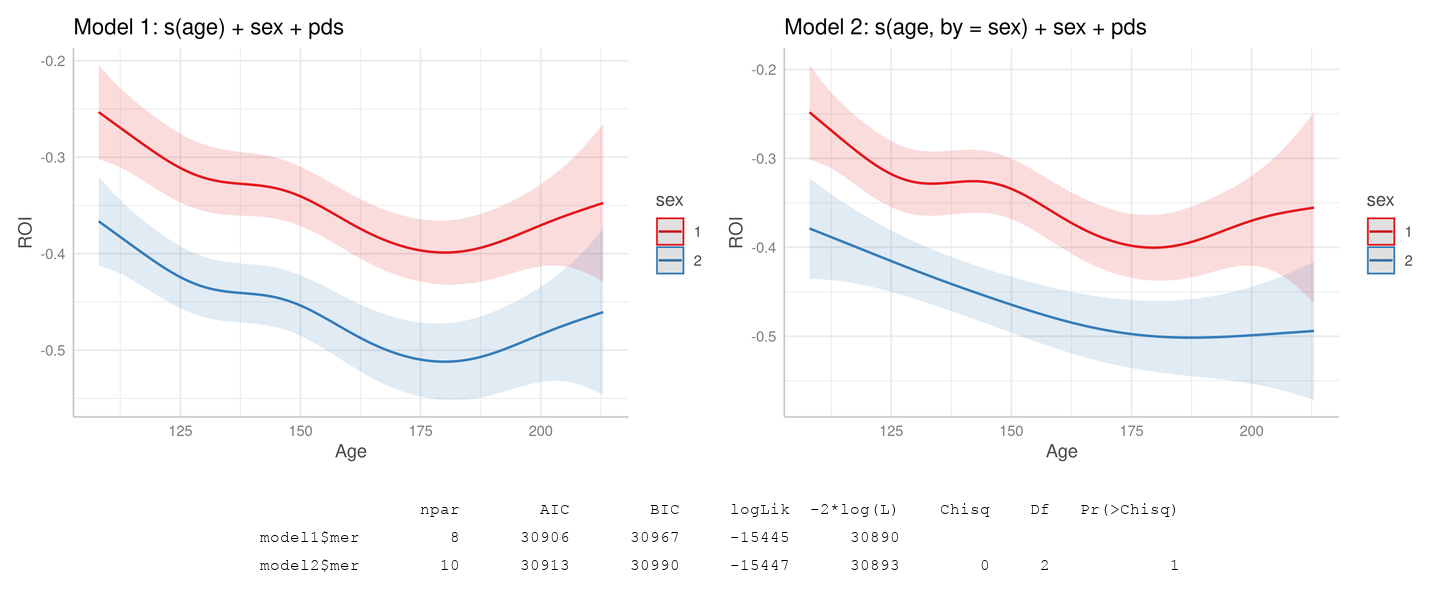 Model 1: s(age) + sex + pds
-0.2
-0.3
-0.4
-0.5
ROI
125 150 175 200
Age
sex
1
2
Model 2: s(age, by = sex) + sex + pds
-0.2
-0.3
-0.4
-0.5
ROI
125 150 175 200
Age
sex
1
2
npar AIC BIC logLik -2*log(L) Chisq Df Pr(>Chisq)
model1$mer 8 30906 30967 -15445 30890
model2$mer 10 30913 30990 -15447 30893 0 2 1